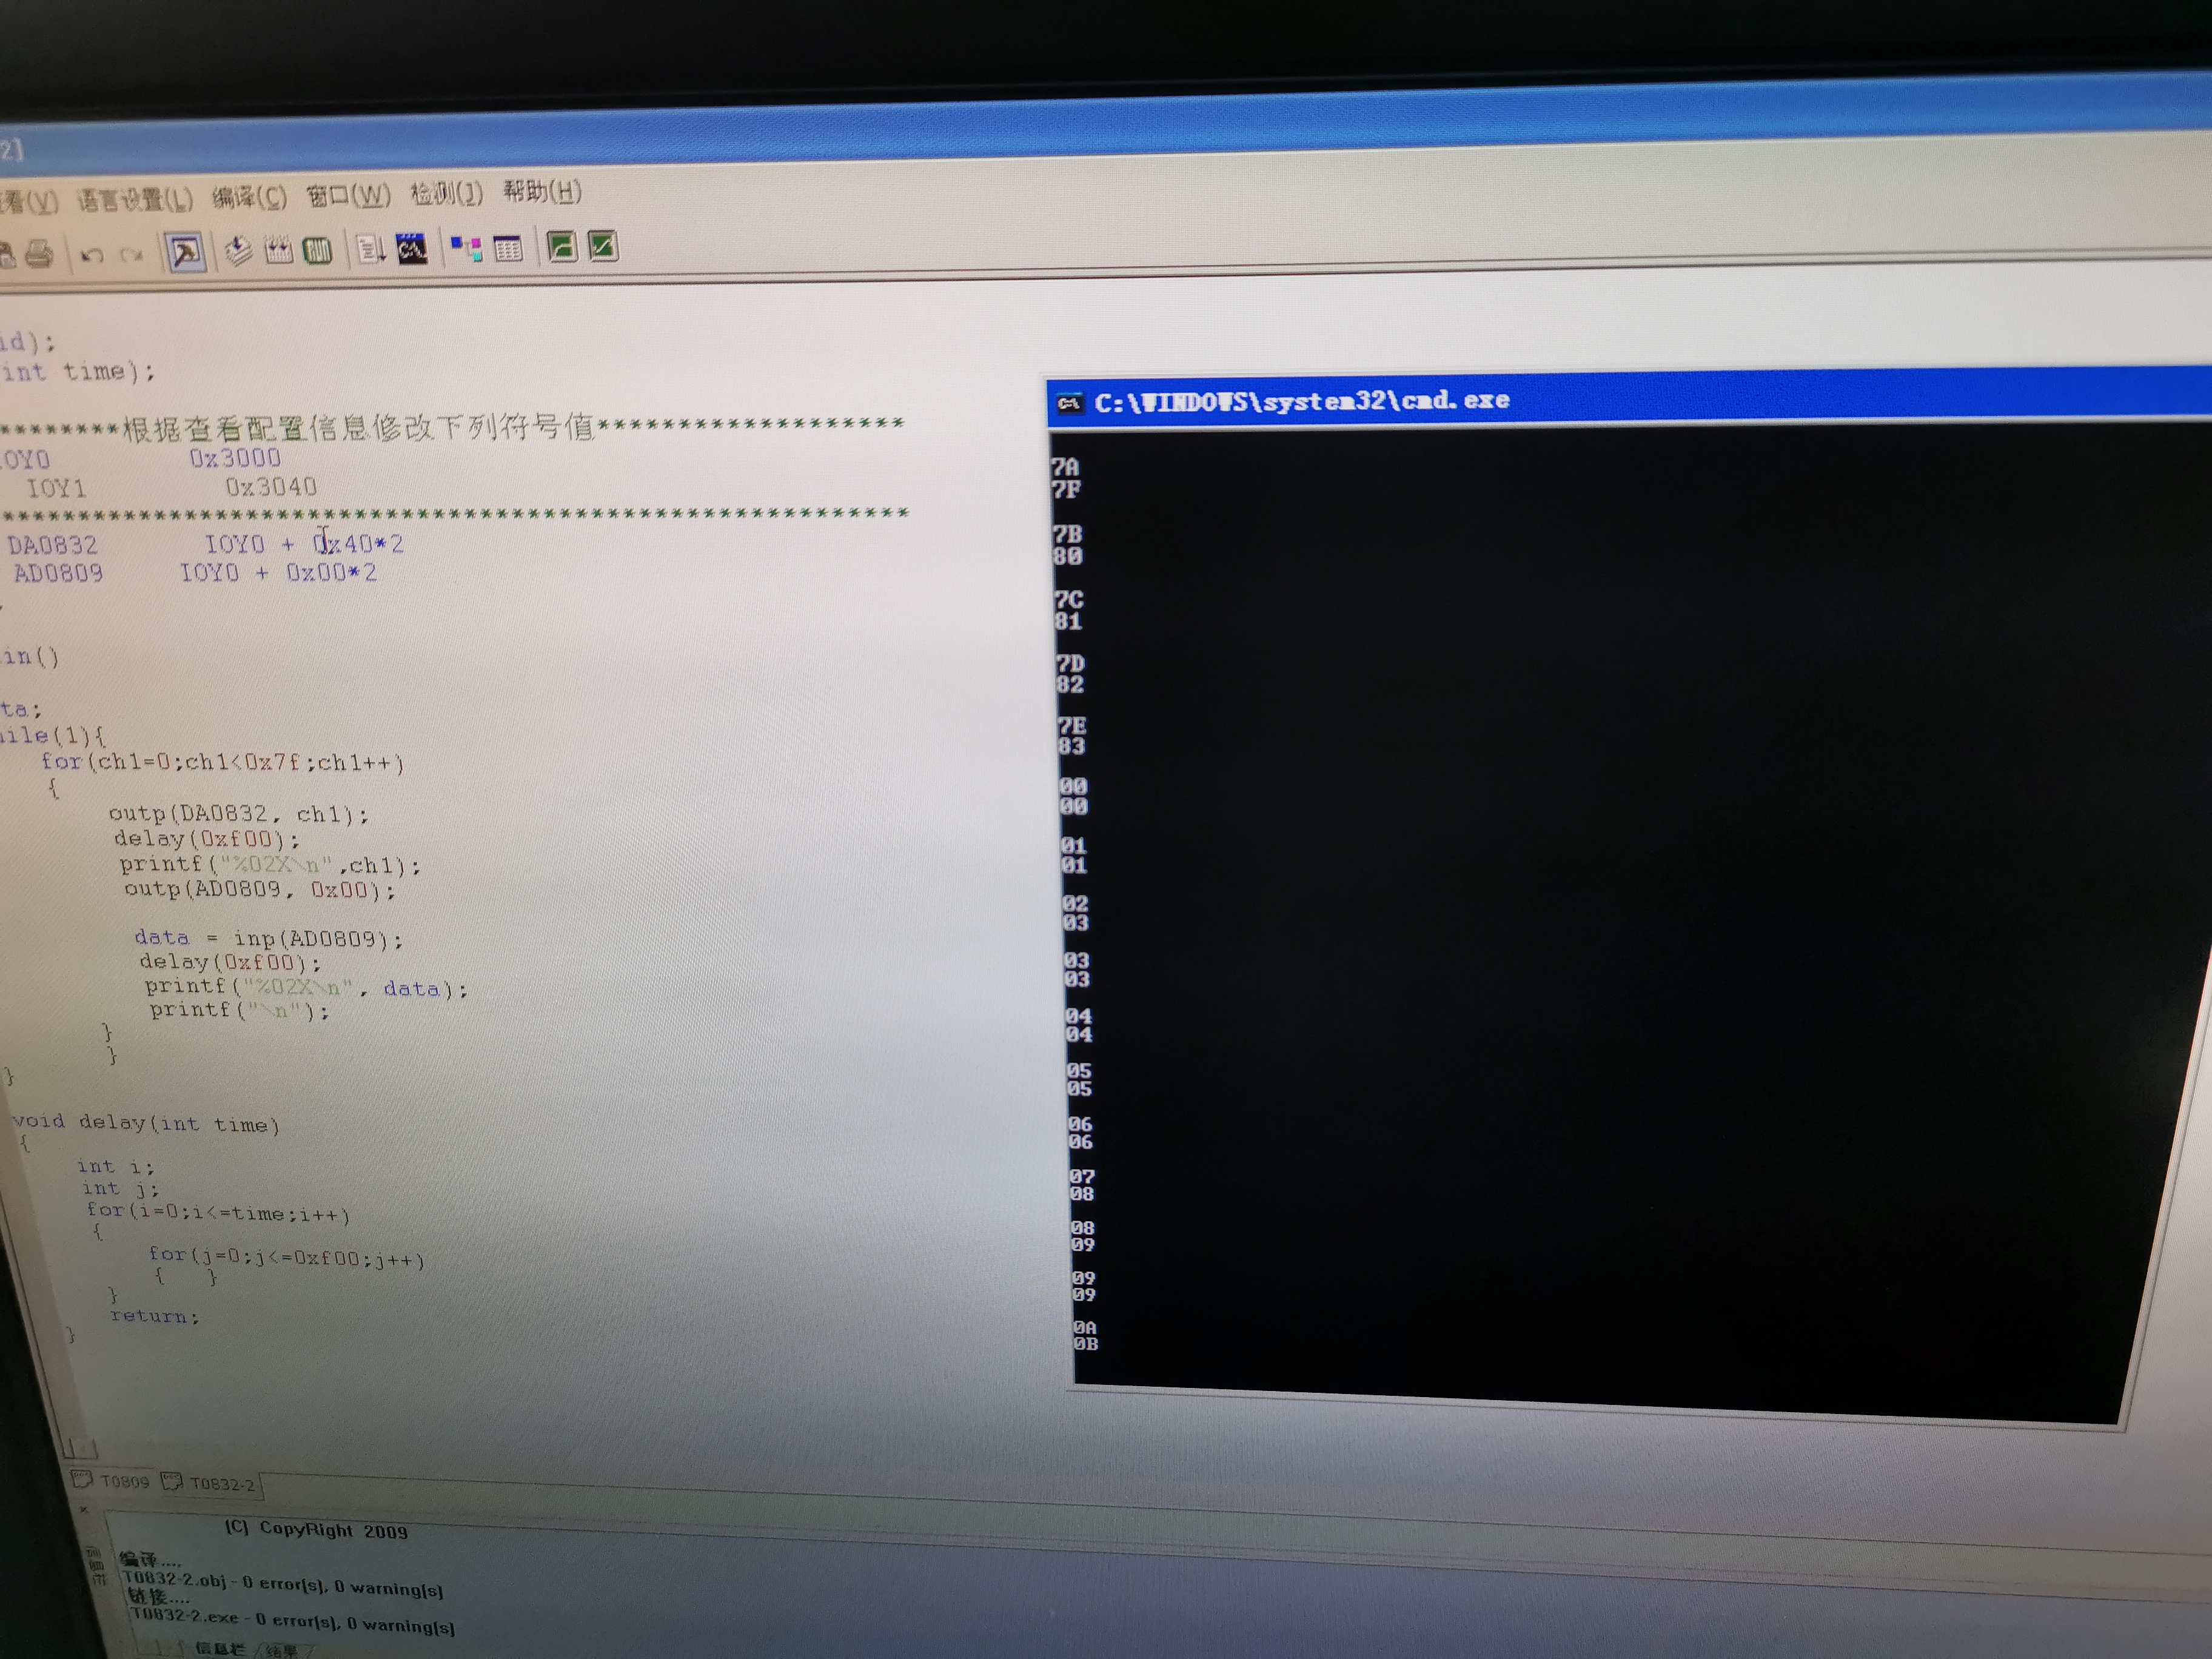 2]
看(V) 语言设置(L) 编译(C) 窗口(W) 检测(J) 帮助(H)
id);
int time);
********根据查看配置信息修改下列符号值*******************
IOY0 0x3000
IOY1 0x3040
DA0832 IOY0 + 0x40*2
AD0809 IOY0 + 0x00*2
in()
ta;
ile(1){
for(ch1=0;ch1<0x7f;ch1++)
{
outp(DA0832, ch1);
delay(0xf00);
printf("%02X\n",ch1);
outp(AD0809, 0x00);
data = inp(AD0809);
delay(0xf00);
printf("%02X\n", data);
printf("\n");
}
}
}
void delay(int time)
{
int i;
int j;
for(i=0;i<=time;i++)
{
for(j=0;j<=0xf00;j++)
{ }
}
return;
}
T0809 T0832-2
(C) CopyRight 2009
编译....
T0832-2.obj - 0 error(s), 0 warning(s)
链接....
T0832-2.exe - 0 error(s), 0 warning(s)
信息栏 结果
C:\WINDOWS\system32\cmd.exe
7A
7F
7B
80
7C
81
7D
82
7E
83
00
00
01
01
02
03
03
03
04
04
05
05
06
06
07
08
08
09
09
09
0A
0B